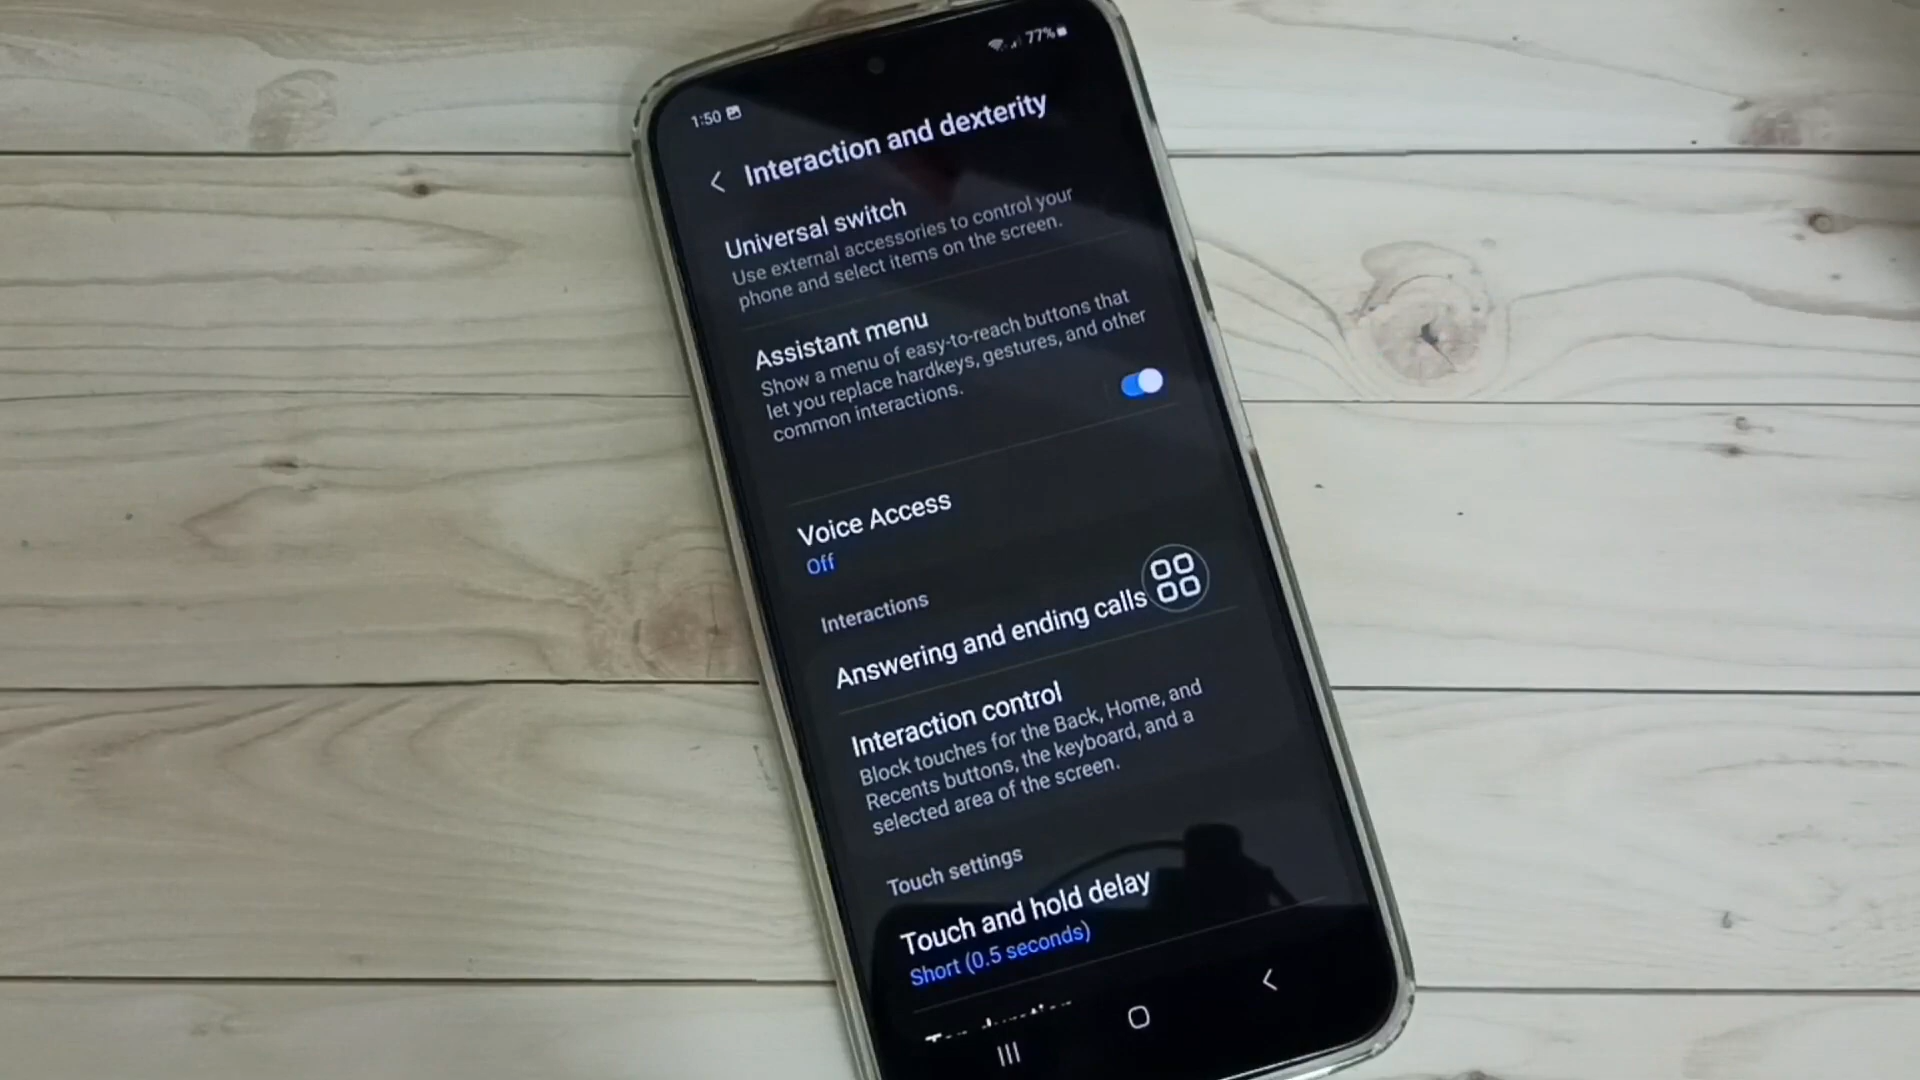 1:50
77%
Interaction and dexterity
Universal switch
Use external accessories to control your
phone and select items on the screen.
Assistant menu
Show a menu of easy-to-reach buttons that
let you replace hardkeys, gestures, and other
common interactions.
Voice Access
Off
Interactions
Answering and ending calls
Interaction control
Block touches for the Back, Home, and
Recents buttons, the keyboard, and a
selected area of the screen.
Touch settings
Touch and hold delay
Short (0.5 seconds)